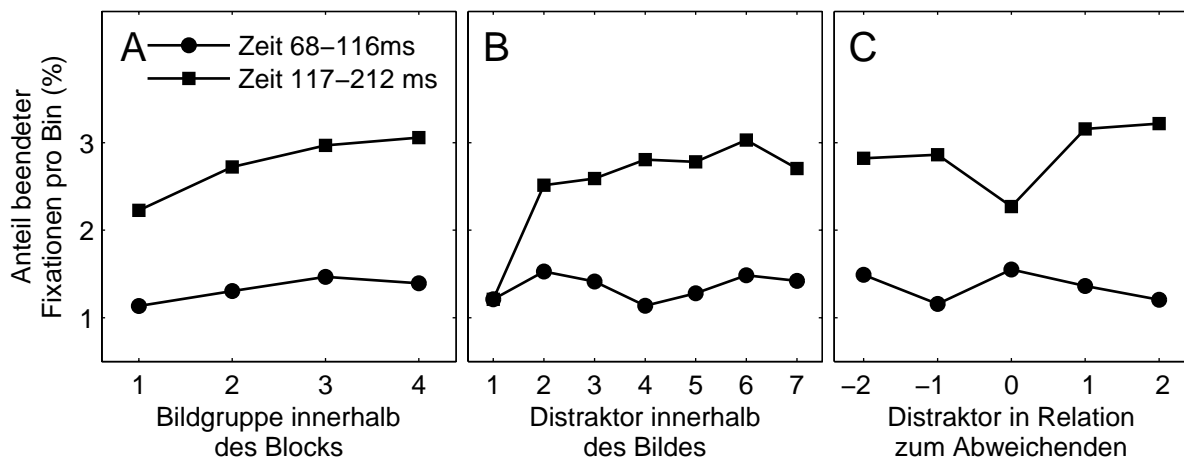 Anteil beendeter
Fixationen pro Bin (%)
A
Zeit 68–116ms
Zeit 117–212 ms
3
2
1
1 2 3 4
Bildgruppe innerhalb
des Blocks
B
1 2 3 4 5 6 7
Distraktor innerhalb
des Bildes
C
−2 −1 0 1 2
Distraktor in Relation
zum Abweichenden